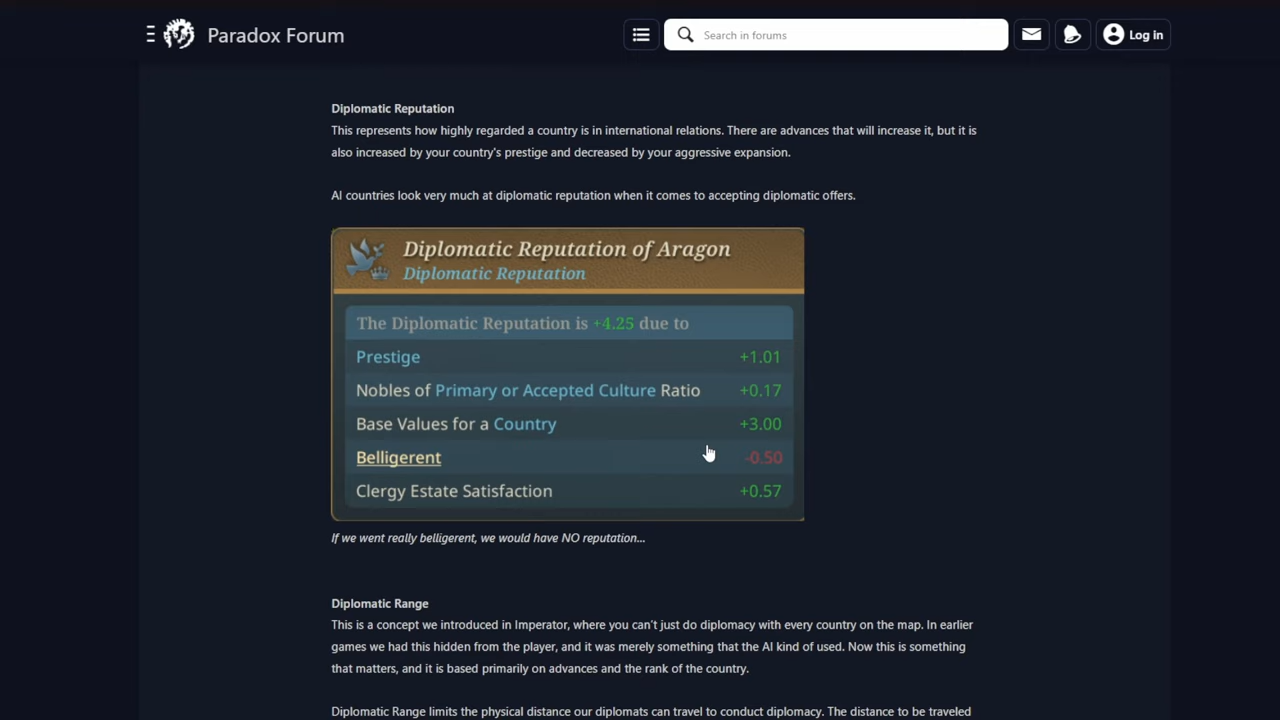 Paradox Forum
Search in forums
Log in
Diplomatic Reputation
This represents how highly regarded a country is in international relations. There are advances that will increase it, but it is
also increased by your country's prestige and decreased by your aggressive expansion.
AI countries look very much at diplomatic reputation when it comes to accepting diplomatic offers.
Diplomatic Reputation of Aragon
Diplomatic Reputation
The Diplomatic Reputation is +4.25 due to
Prestige +1.01
Nobles of Primary or Accepted Culture Ratio +0.17
Base Values for a Country +3.00
Belligerent -0.50
Clergy Estate Satisfaction +0.57
If we went really belligerent, we would have NO reputation...
Diplomatic Range
This is a concept we introduced in Imperator, where you can't just do diplomacy with every country on the map. In earlier
games we had this hidden from the player, and it was merely something that the AI kind of used. Now this is something
that matters, and it is based primarily on advances and the rank of the country.
Diplomatic Range limits the physical distance our diplomats can travel to conduct diplomacy. The distance to be traveled